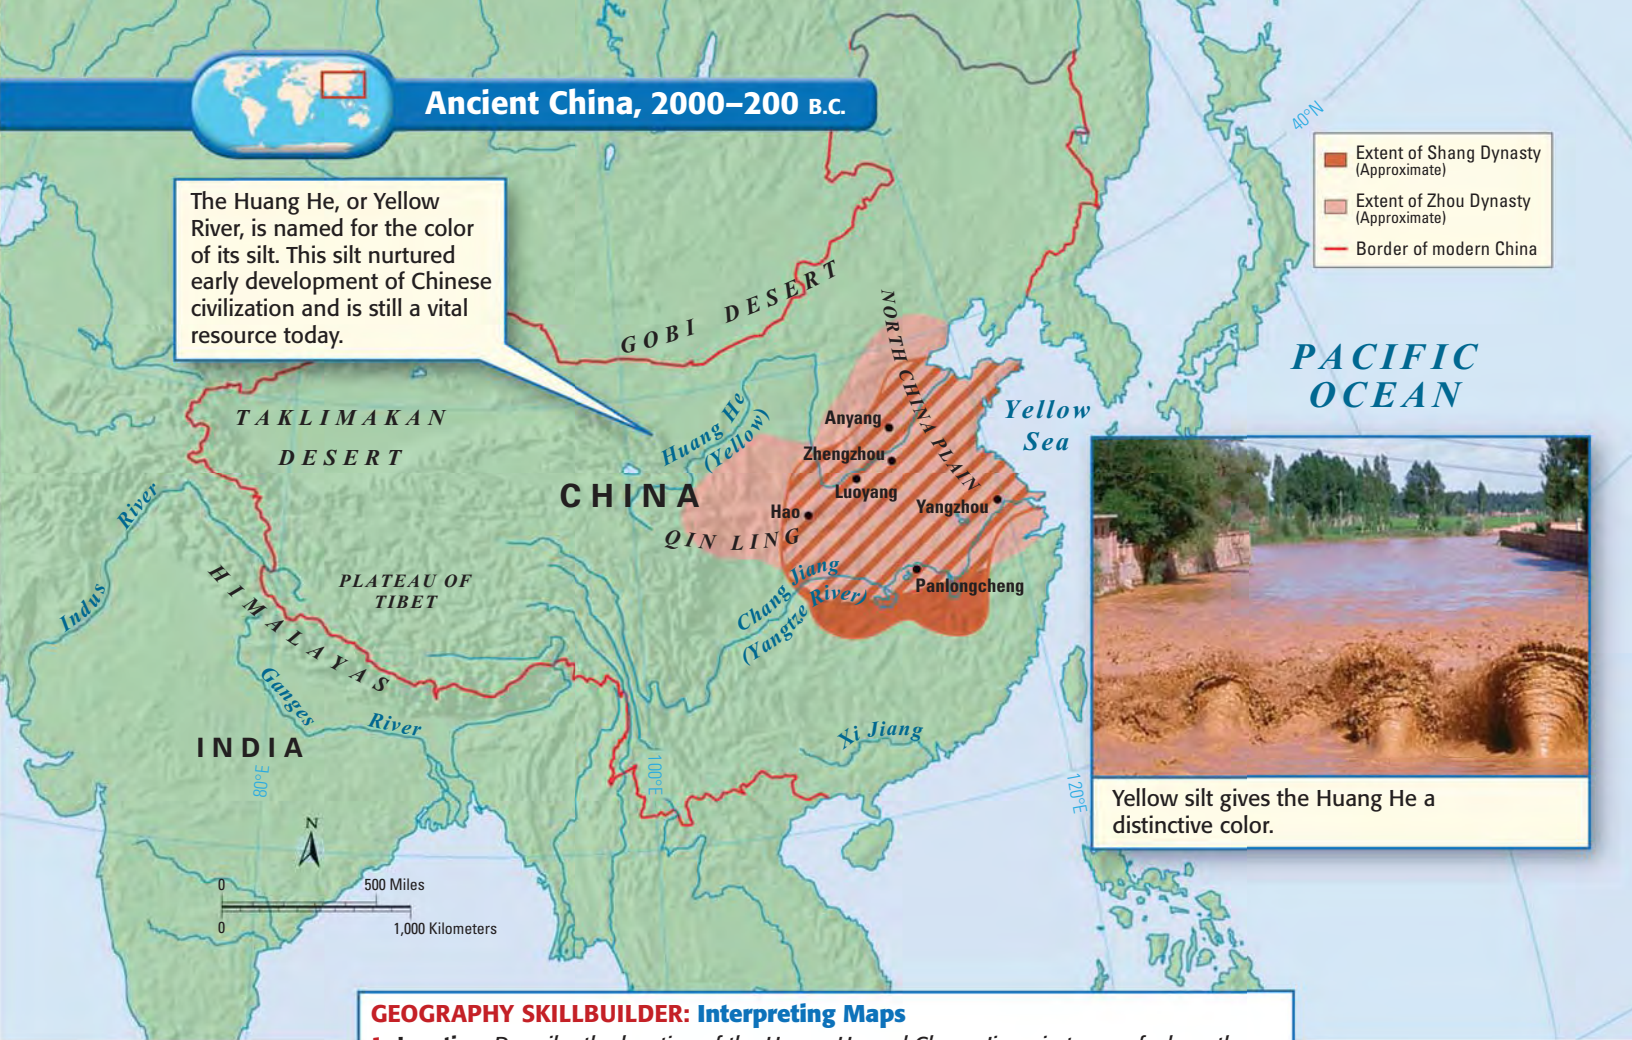 Ancient China, 2000–200 B.C.
The Huang He, or Yellow
River, is named for the color
of its silt. This silt nurtured
early development of Chinese
civilization and is still a vital
resource today.
40°N
Extent of Shang Dynasty
(Approximate)
Extent of Zhou Dynasty
(Approximate)
Border of modern China
GOBI DESERT
NORTH CHINA PLAIN
PACIFIC
OCEAN
TAKLIMAKAN
DESERT
Huang He
(Yellow)
Yellow
Sea
Anyang
Zhengzhou
Luoyang
Yangzhou
Hao
CHINA
QIN LING
Indus River
HIMALAYAS
PLATEAU OF
TIBET
Chang Jiang
(Yangtze River)
Panlongcheng
Ganges River
INDIA
Xi Jiang
80°E
100°E
120°E
Yellow silt gives the Huang He a
distinctive color.
N
0 500 Miles
0 1,000 Kilometers
GEOGRAPHY SKILLBUILDER: Interpreting Maps